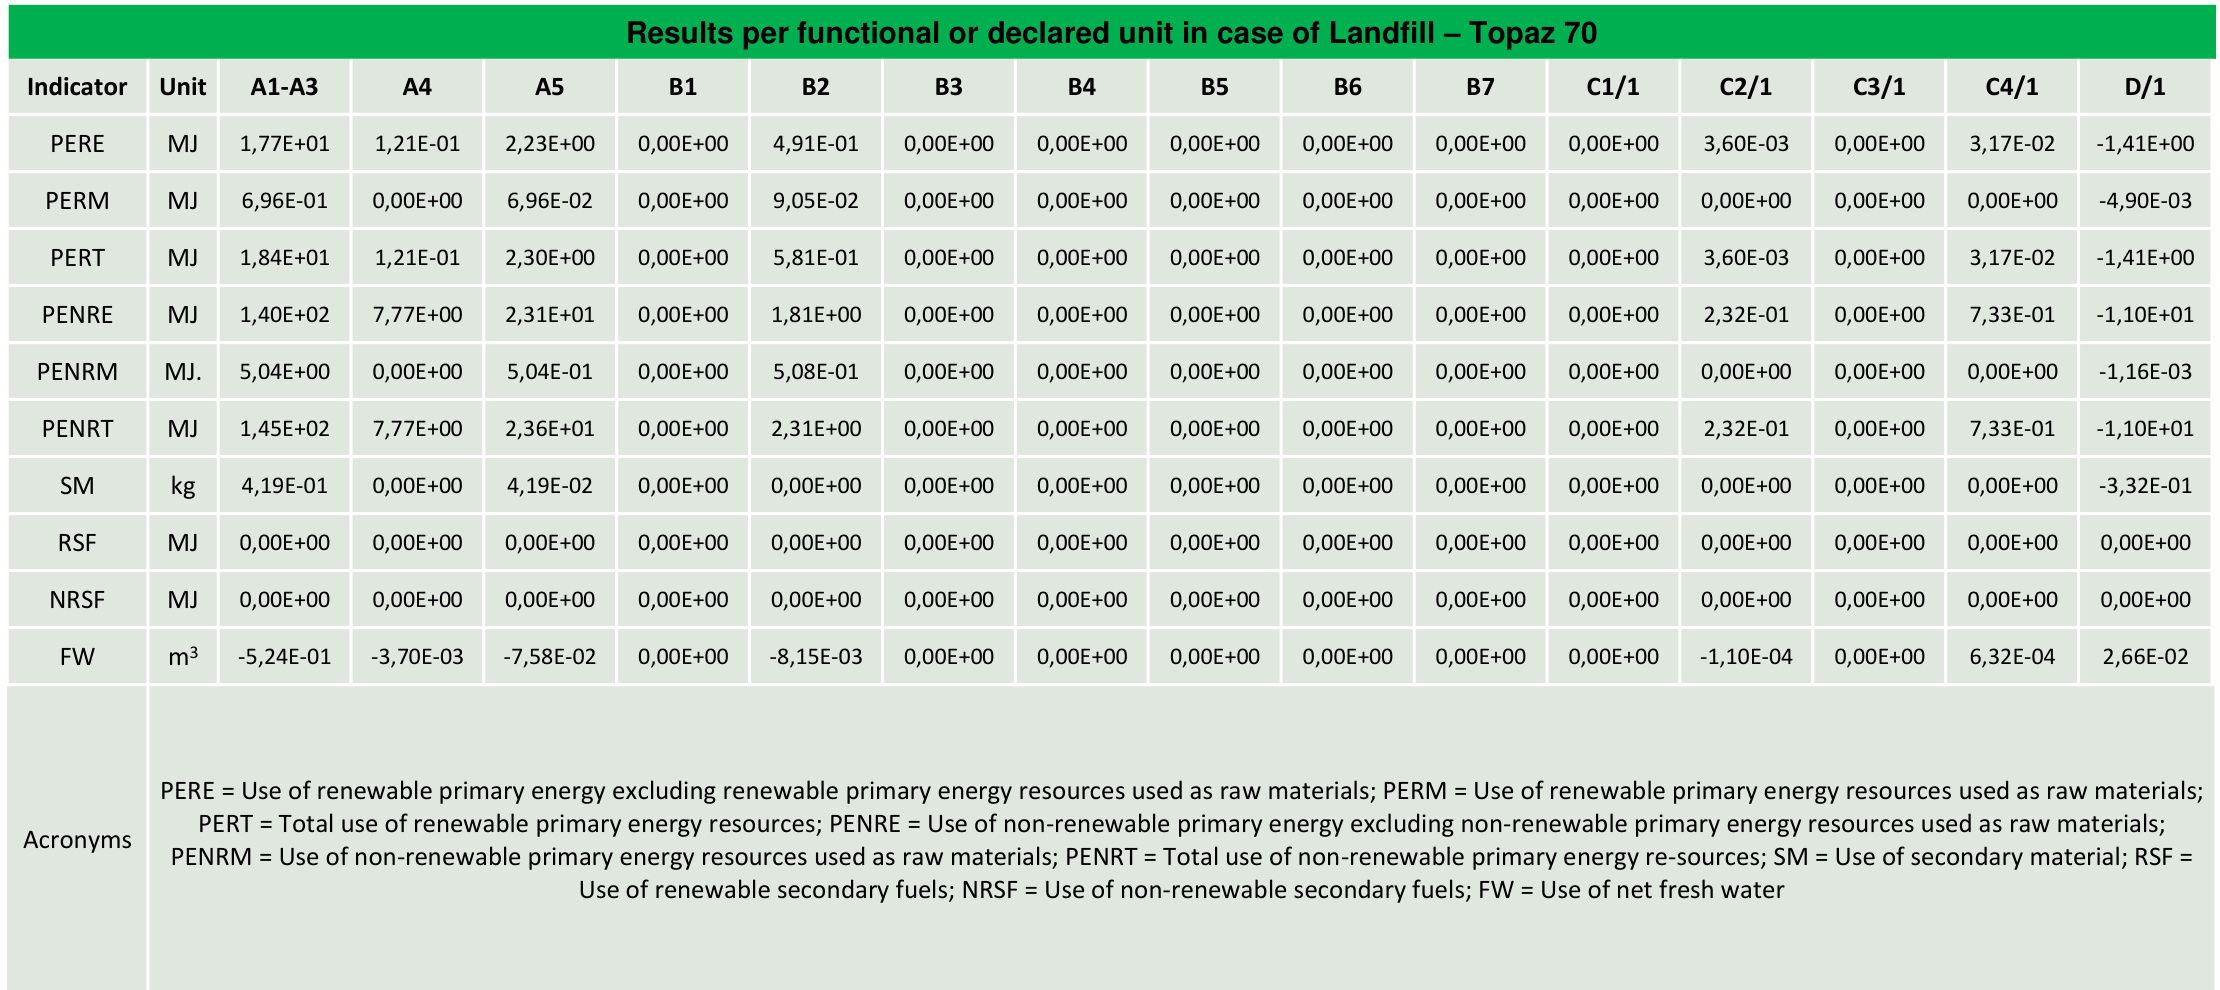 Results per functional or declared unit in case of Landfill – Topaz 70
Indicator Unit A1-A3 A4 A5 B1 B2 B3 B4 B5 B6 B7 C1/1 C2/1 C3/1 C4/1 D/1
PERE MJ 1,77E+01 1,21E-01 2,23E+00 0,00E+00 4,91E-01 0,00E+00 0,00E+00 0,00E+00 0,00E+00 0,00E+00 0,00E+00 3,60E-03 0,00E+00 3,17E-02 -1,41E+00
PERM MJ 6,96E-01 0,00E+00 6,96E-02 0,00E+00 9,05E-02 0,00E+00 0,00E+00 0,00E+00 0,00E+00 0,00E+00 0,00E+00 0,00E+00 0,00E+00 0,00E+00 -4,90E-03
PERT MJ 1,84E+01 1,21E-01 2,30E+00 0,00E+00 5,81E-01 0,00E+00 0,00E+00 0,00E+00 0,00E+00 0,00E+00 0,00E+00 3,60E-03 0,00E+00 3,17E-02 -1,41E+00
PENRE MJ 1,40E+02 7,77E+00 2,31E+01 0,00E+00 1,81E+00 0,00E+00 0,00E+00 0,00E+00 0,00E+00 0,00E+00 0,00E+00 2,32E-01 0,00E+00 7,33E-01 -1,10E+01
PENRM MJ. 5,04E+00 0,00E+00 5,04E-01 0,00E+00 5,08E-01 0,00E+00 0,00E+00 0,00E+00 0,00E+00 0,00E+00 0,00E+00 0,00E+00 0,00E+00 0,00E+00 -1,16E-03
PENRT MJ 1,45E+02 7,77E+00 2,36E+01 0,00E+00 2,31E+00 0,00E+00 0,00E+00 0,00E+00 0,00E+00 0,00E+00 0,00E+00 2,32E-01 0,00E+00 7,33E-01 -1,10E+01
SM kg 4,19E-01 0,00E+00 4,19E-02 0,00E+00 0,00E+00 0,00E+00 0,00E+00 0,00E+00 0,00E+00 0,00E+00 0,00E+00 0,00E+00 0,00E+00 0,00E+00 -3,32E-01
RSF MJ 0,00E+00 0,00E+00 0,00E+00 0,00E+00 0,00E+00 0,00E+00 0,00E+00 0,00E+00 0,00E+00 0,00E+00 0,00E+00 0,00E+00 0,00E+00 0,00E+00 0,00E+00
NRSF MJ 0,00E+00 0,00E+00 0,00E+00 0,00E+00 0,00E+00 0,00E+00 0,00E+00 0,00E+00 0,00E+00 0,00E+00 0,00E+00 0,00E+00 0,00E+00 0,00E+00 0,00E+00
FW m³ -5,24E-01 -3,70E-03 -7,58E-02 0,00E+00 -8,15E-03 0,00E+00 0,00E+00 0,00E+00 0,00E+00 0,00E+00 0,00E+00 -1,10E-04 0,00E+00 6,32E-04 2,66E-02
Acronyms
PERE = Use of renewable primary energy excluding renewable primary energy resources used as raw materials; PERM = Use of renewable primary energy resources used as raw materials;
PERT = Total use of renewable primary energy resources; PENRE = Use of non-renewable primary energy excluding non-renewable primary energy resources used as raw materials;
PENRM = Use of non-renewable primary energy resources used as raw materials; PENRT = Total use of non-renewable primary energy re-sources; SM = Use of secondary material; RSF =
Use of renewable secondary fuels; NRSF = Use of non-renewable secondary fuels; FW = Use of net fresh water